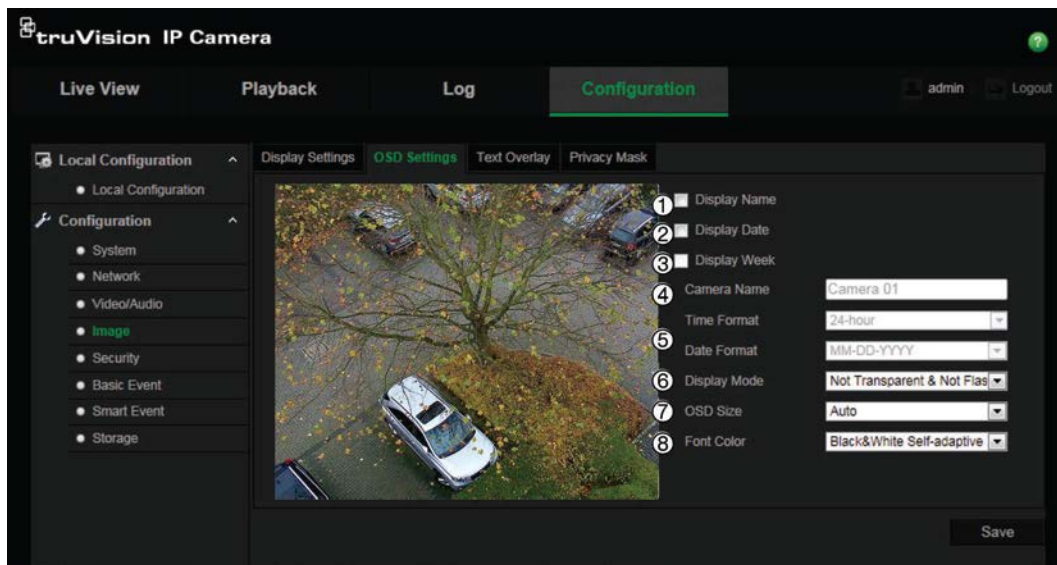 truVision IP Camera
?
Live View Playback Log Configuration admin Logout
Local Configuration
Local Configuration
Configuration
System
Network
Video/Audio
Image
Security
Basic Event
Smart Event
Storage
Display Settings OSD Settings Text Overlay Privacy Mask
① Display Name
② Display Date
③ Display Week
④ Camera Name Camera 01
Time Format 24-hour
⑤
Date Format MM-DD-YYYY
⑥ Display Mode Not Transparent & Not Flas
⑦ OSD Size Auto
⑧ Font Color Black&White Self-adaptive
Save